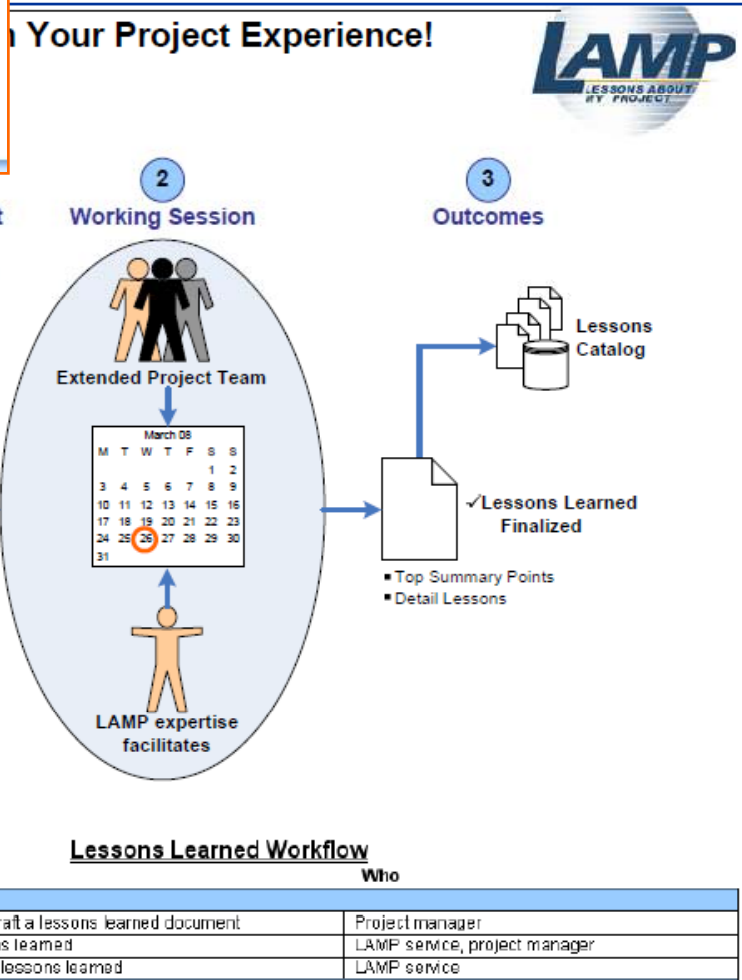 Your Project Experience!
LAMP
LESSONS ABOUT
MY PROJECT
2
Working Session
3
Outcomes
Extended Project Team
March 08
M T W T F S S
1 2
3 4 5 6 7 8 9
10 11 12 13 14 15 16
17 18 19 20 21 22 23
24 25 26 27 28 29 30
31
LAMP expertise
facilitates
Lessons
Catalog
✓Lessons Learned
Finalized
▪ Top Summary Points
▪ Detail Lessons
Lessons Learned Workflow
Who
a lessons learned document Project manager
learned LAMP service, project manager
lessons learned LAMP service